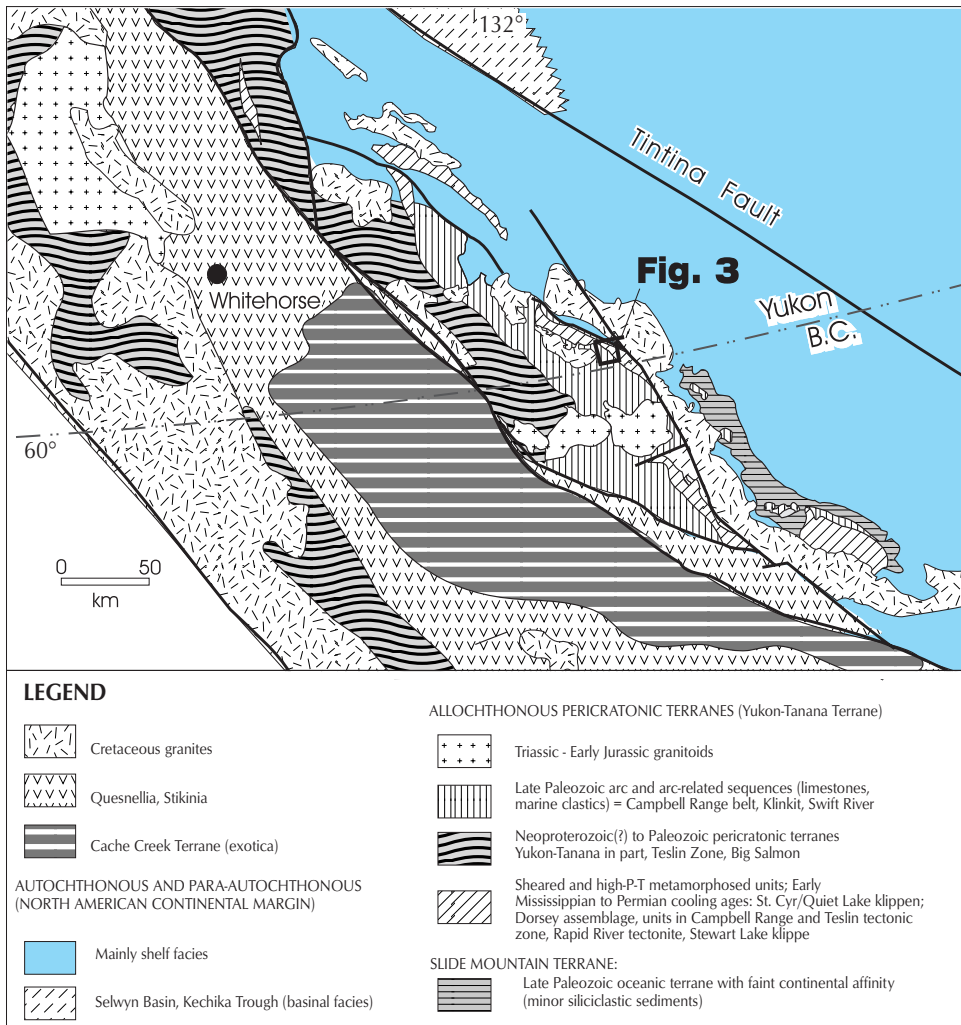 132°
Tintina Fault
Fig. 3
Whitehorse
Yukon
B.C.
60°
0 50
km
LEGEND
Cretaceous granites
Quesnellia, Stikinia
Cache Creek Terrane (exotica)
AUTOCHTHONOUS AND PARA-AUTOCHTHONOUS
(NORTH AMERICAN CONTINENTAL MARGIN)
Mainly shelf facies
Selwyn Basin, Kechika Trough (basinal facies)
ALLOCHTHONOUS PERICRATONIC TERRANES (Yukon-Tanana Terrane)
Triassic - Early Jurassic granitoids
Late Paleozoic arc and arc-related sequences (limestones,
marine clastics) = Campbell Range belt, Klinkit, Swift River
Neoproterozoic(?) to Paleozoic pericratonic terranes
Yukon-Tanana in part, Teslin Zone, Big Salmon
Sheared and high-P-T metamorphosed units; Early
Mississippian to Permian cooling ages: St. Cyr/Quiet Lake klippen;
Dorsey assemblage, units in Campbell Range and Teslin tectonic
zone, Rapid River tectonite, Stewart Lake klippe
SLIDE MOUNTAIN TERRANE:
Late Paleozoic oceanic terrane with faint continental affinity
(minor siliciclastic sediments)